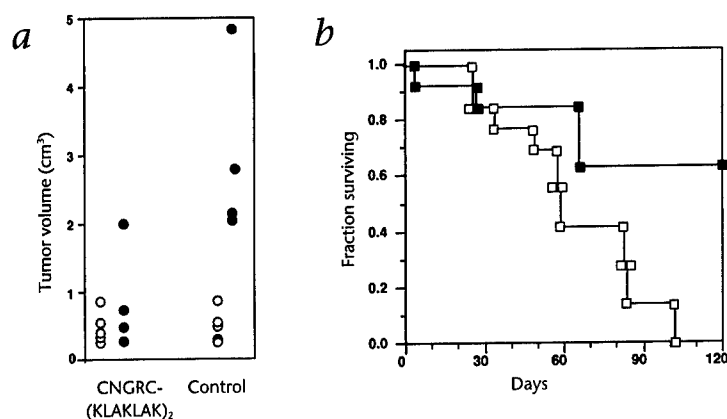 a
5
4
3
2
1
0
Tumor volume (cm³)
CNGRC-
(KLAKLAK)₂
Control
b
1.0
0.8
0.6
0.4
0.2
0.0
Fraction surviving
0
30
60
90
120
Days